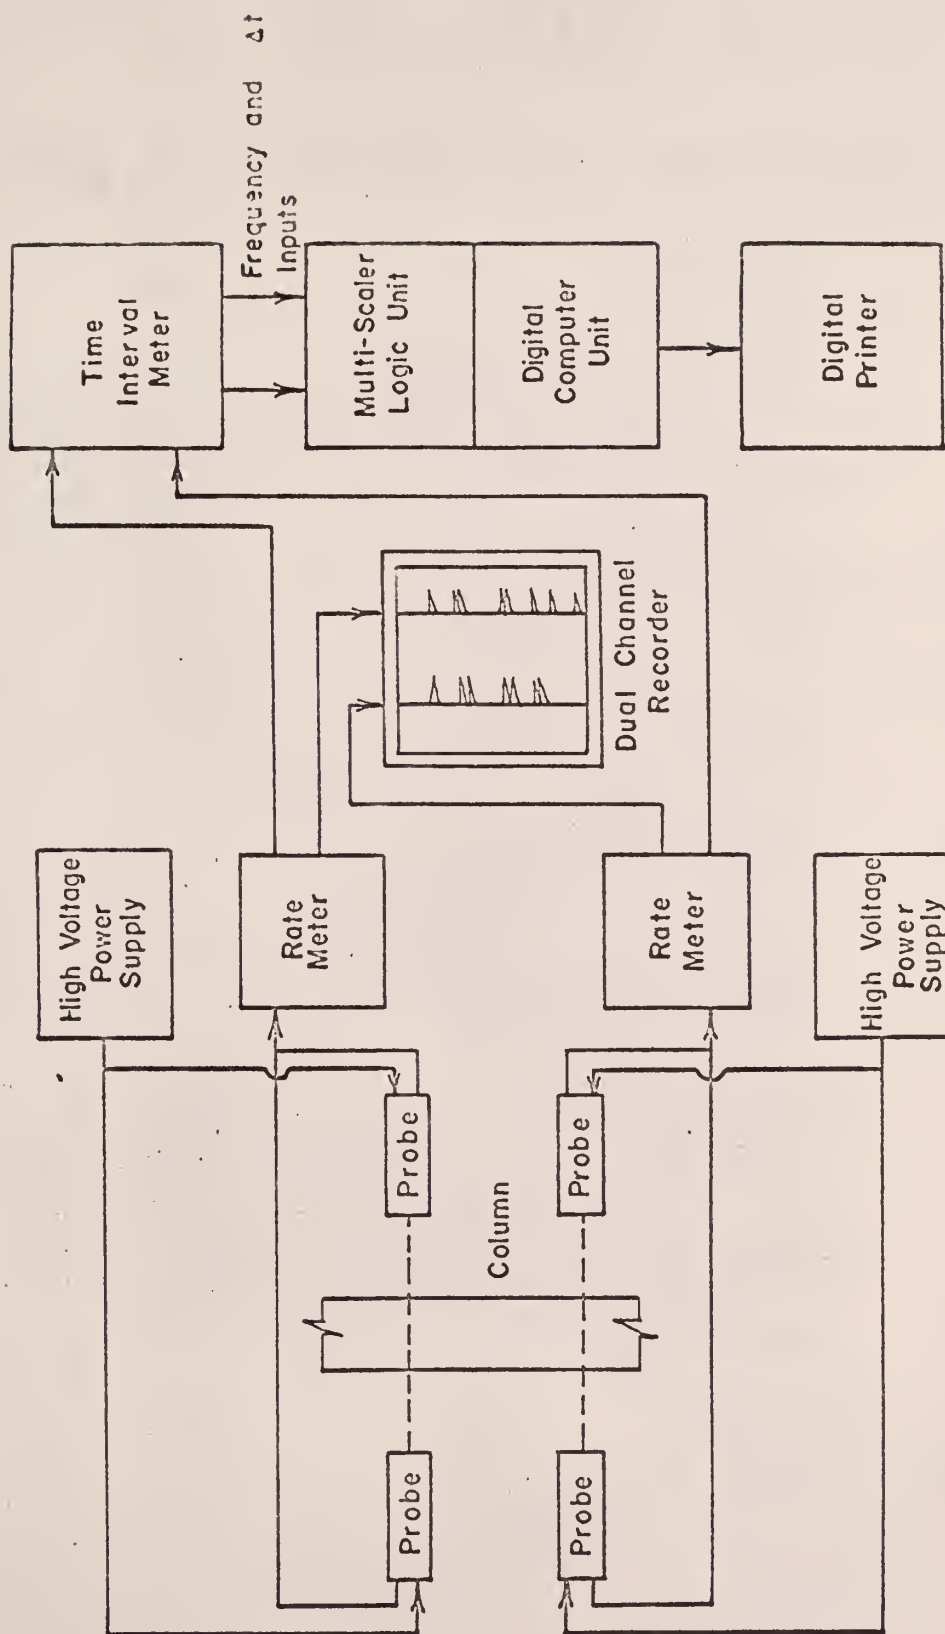 High Voltage
Power
Supply
Rate
Meter
Probe
Probe
Column
Probe
Probe
Rate
Meter
High Voltage
Power
Supply
Dual Channel
Recorder
Time
Interval
Meter
Frequency and Δt
Inputs
Multi-Scaler
Logic Unit
Digital
Computer
Unit
Digital
Printer